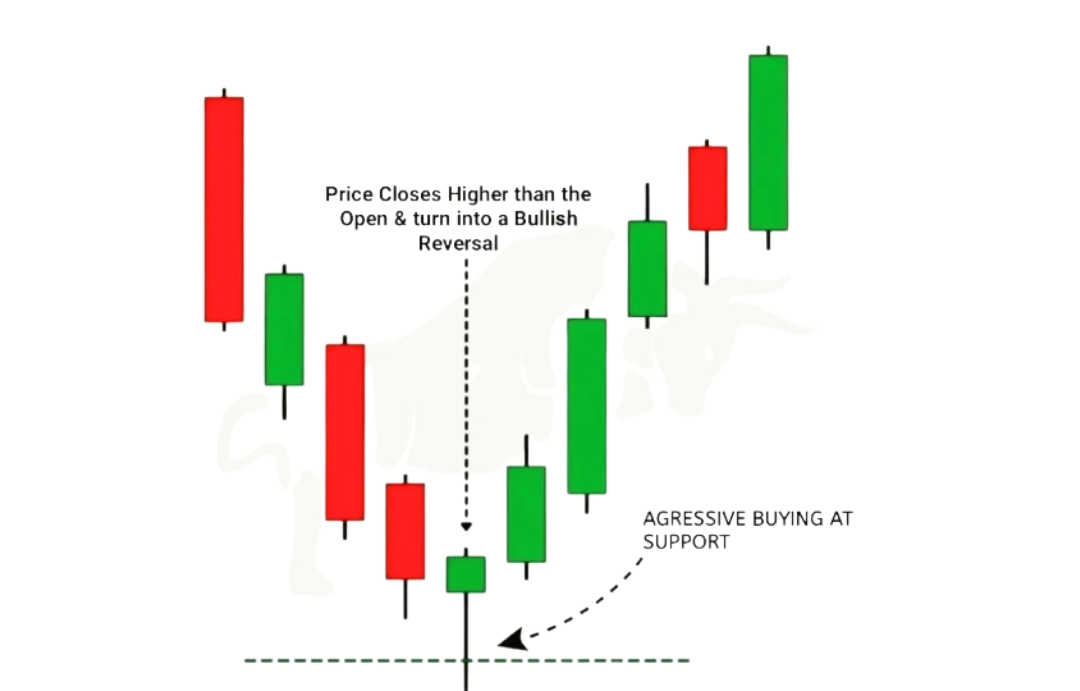 Price Closes Higher than the
Open & turn into a Bullish
Reversal
AGRESSIVE BUYING AT
SUPPORT